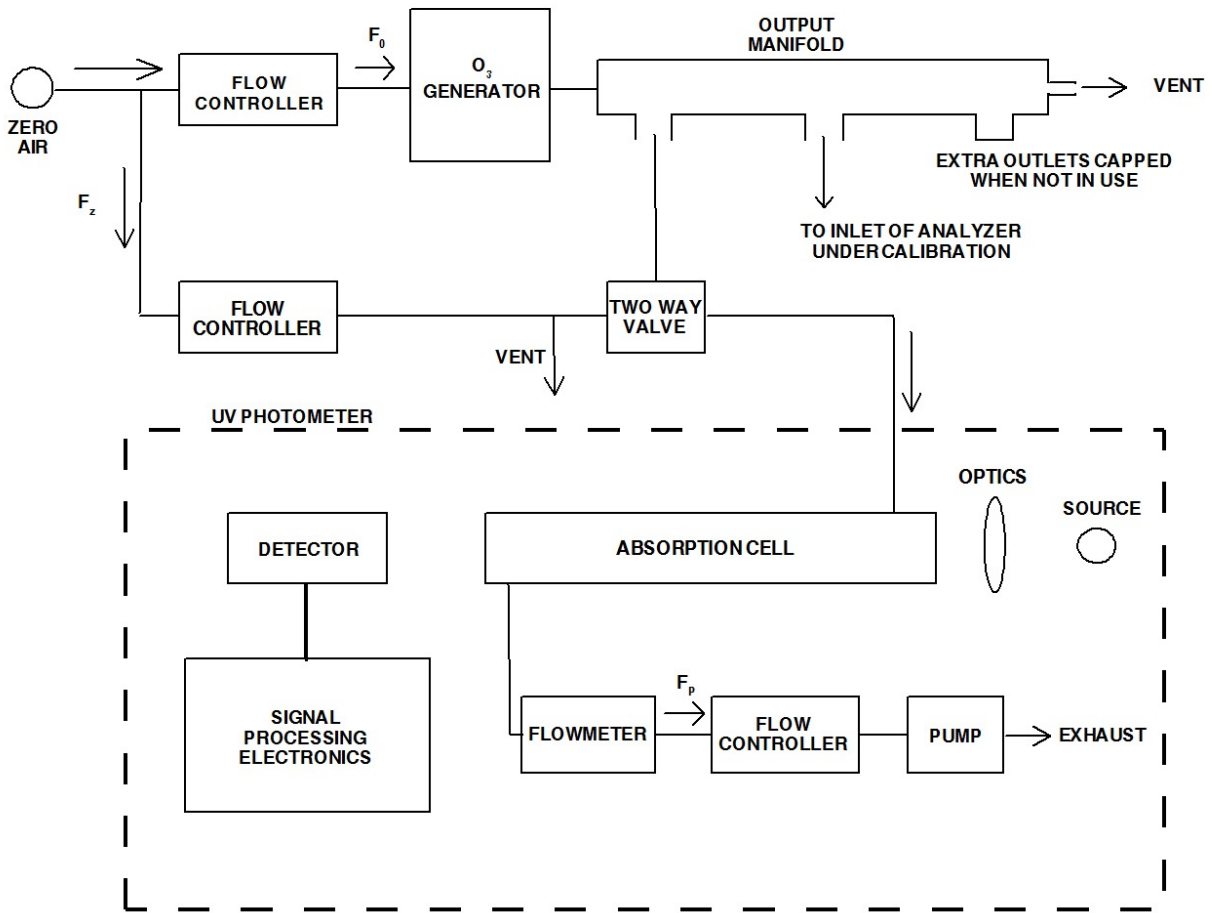 OUTPUT
MANIFOLD
F0
O3
GENERATOR
FLOW
CONTROLLER
VENT
ZERO
AIR
EXTRA OUTLETS CAPPED
WHEN NOT IN USE
Fz
TO INLET OF ANALYZER
UNDER CALIBRATION
FLOW
CONTROLLER
TWO WAY
VALVE
VENT
UV PHOTOMETER
OPTICS
SOURCE
DETECTOR
ABSORPTION CELL
Fp
SIGNAL
PROCESSING
ELECTRONICS
FLOWMETER
FLOW
CONTROLLER
PUMP
EXHAUST